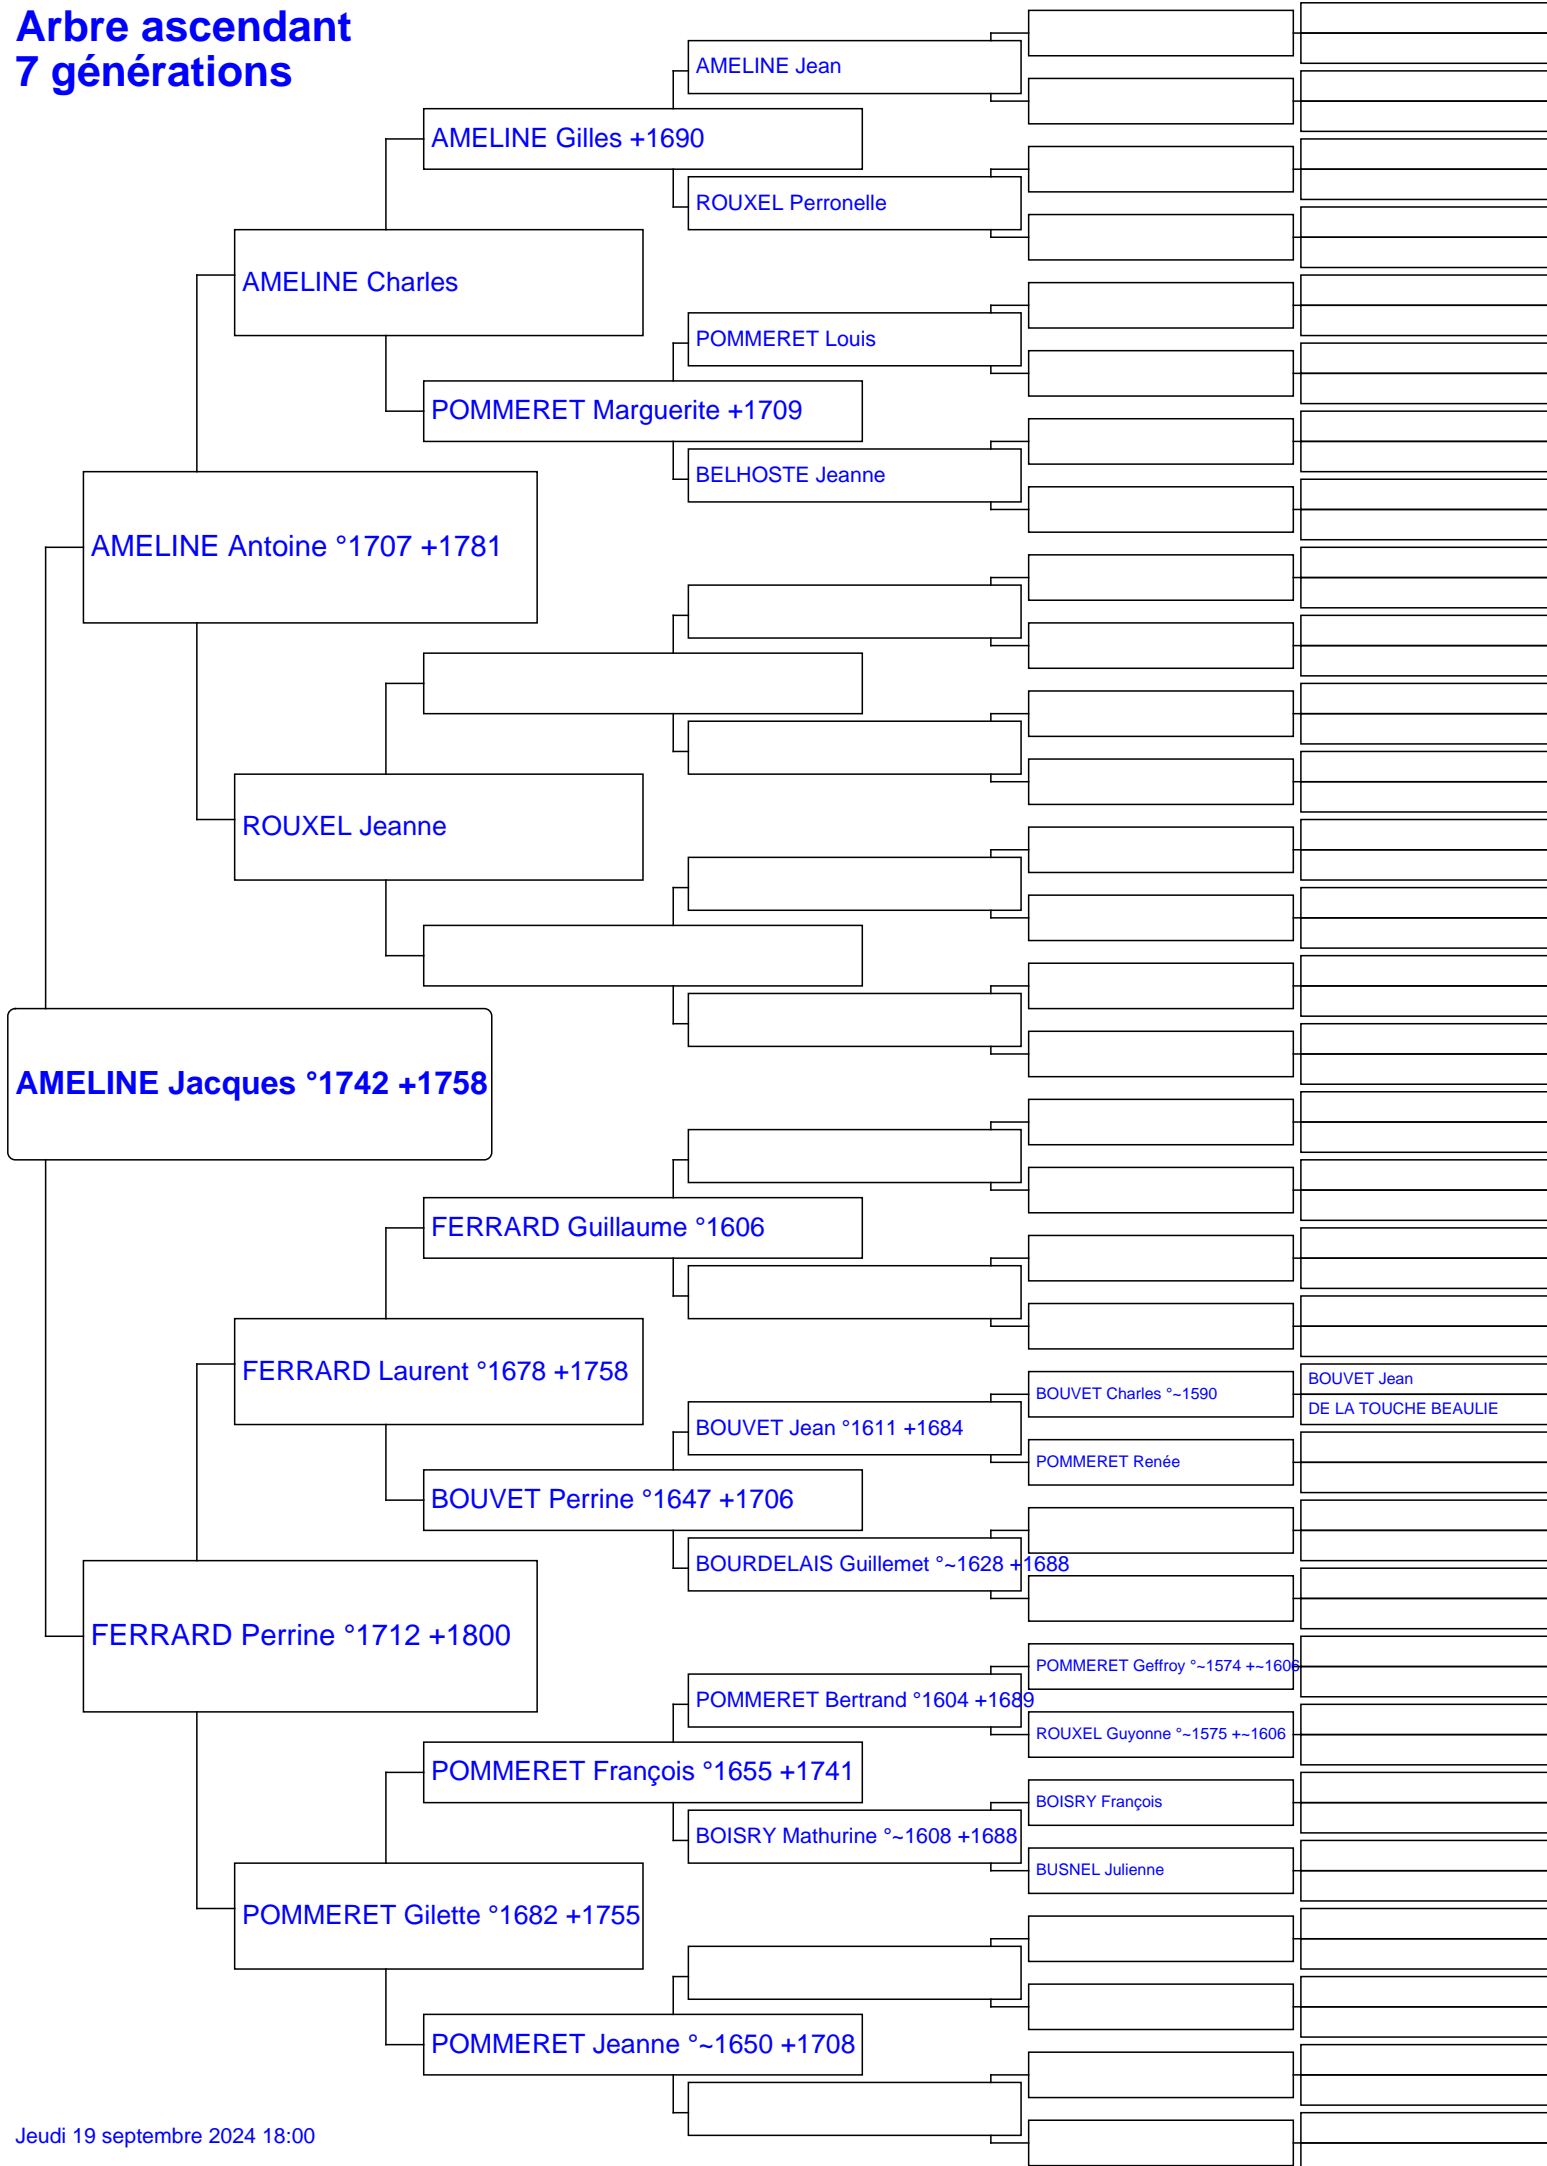 Arbre ascendant
7 générations
AMELINE Jean
AMELINE Gilles +1690
ROUXEL Perronelle
AMELINE Charles
POMMERET Louis
POMMERET Marguerite +1709
BELHOSTE Jeanne
AMELINE Antoine °1707 +1781
ROUXEL Jeanne
AMELINE Jacques °1742 +1758
FERRARD Guillaume °1606
FERRARD Laurent °1678 +1758
BOUVET Jean
BOUVET Charles °~1590
DE LA TOUCHE BEAULIE
BOUVET Jean °1611 +1684
POMMERET Renée
BOUVET Perrine °1647 +1706
BOURDELAIS Guillemet °~1628 +1688
FERRARD Perrine °1712 +1800
POMMERET Geffroy °~1574 +~1606
POMMERET Bertrand °1604 +1689
ROUXEL Guyonne °~1575 +~1606
POMMERET François °1655 +1741
BOISRY François
BOISRY Mathurine °~1608 +1688
BUSNEL Julienne
POMMERET Gilette °1682 +1755
POMMERET Jeanne °~1650 +1708
Jeudi 19 septembre 2024 18:00